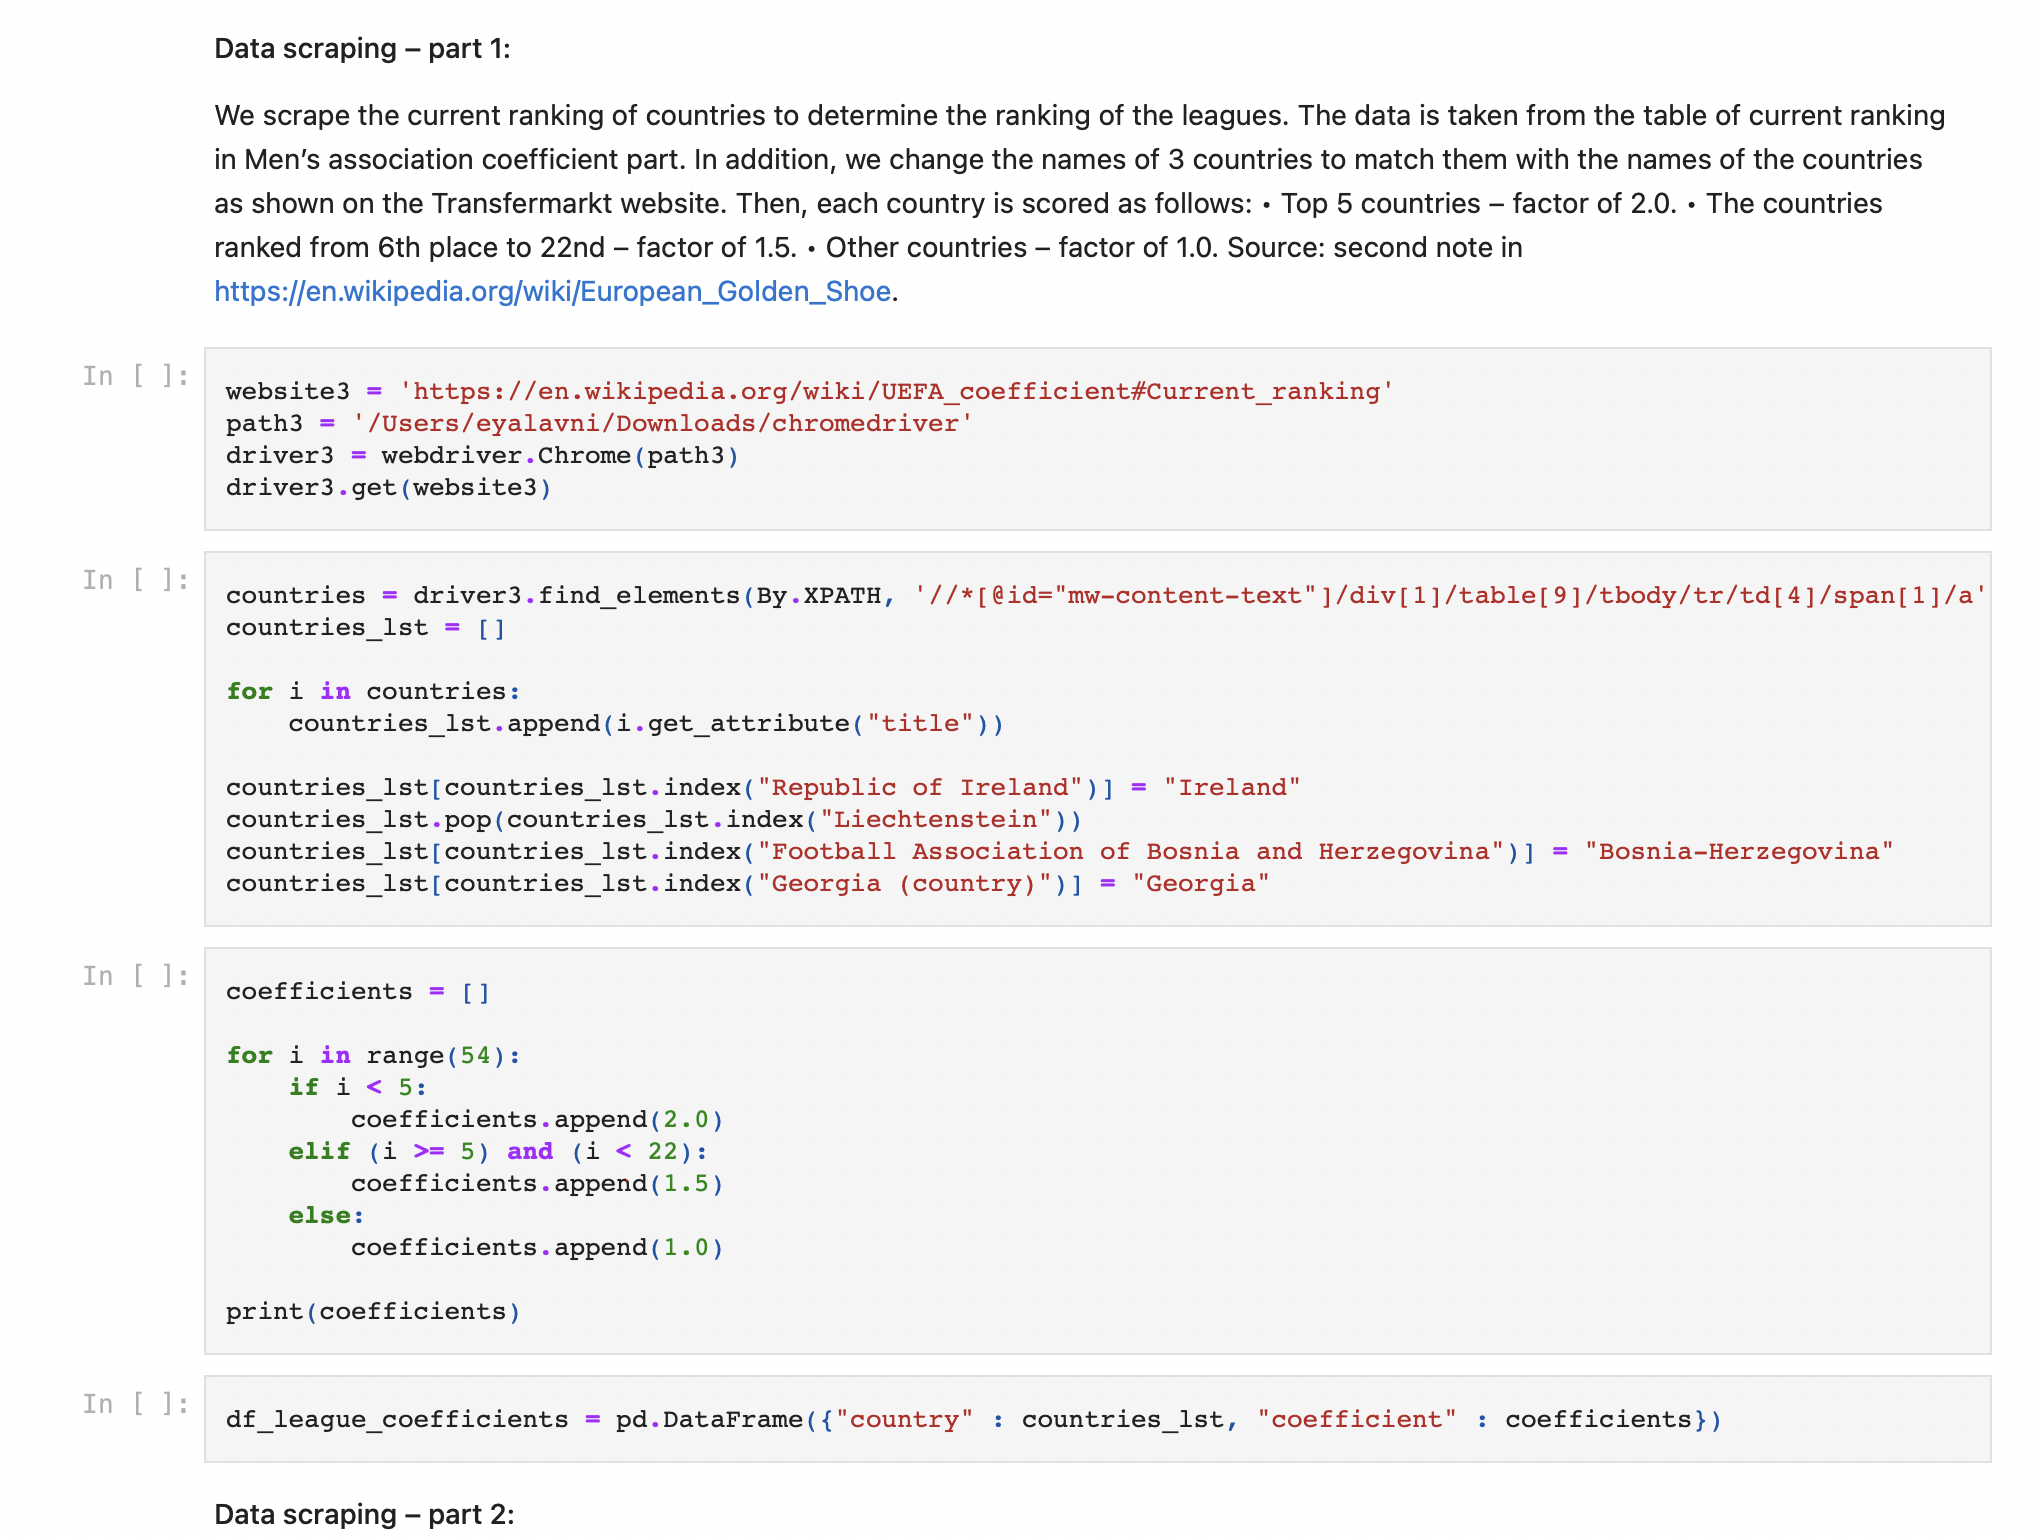 Data scraping – part 1:
We scrape the current ranking of countries to determine the ranking of the leagues. The data is taken from the table of current ranking
in Men’s association coefficient part. In addition, we change the names of 3 countries to match them with the names of the countries
as shown on the Transfermarkt website. Then, each country is scored as follows: • Top 5 countries – factor of 2.0. • The countries
ranked from 6th place to 22nd – factor of 1.5. • Other countries – factor of 1.0. Source: second note in
https://en.wikipedia.org/wiki/European_Golden_Shoe.
In [ ]:
website3 = 'https://en.wikipedia.org/wiki/UEFA_coefficient#Current_ranking'
path3 = '/Users/eyalavni/Downloads/chromedriver'
driver3 = webdriver.Chrome(path3)
driver3.get(website3)
In [ ]:
countries = driver3.find_elements(By.XPATH, '//*[@id="mw-content-text"]/div[1]/table[9]/tbody/tr/td[4]/span[1]/a'
countries_lst = []
for i in countries:
    countries_lst.append(i.get_attribute("title"))
countries_lst[countries_lst.index("Republic of Ireland")] = "Ireland"
countries_lst.pop(countries_lst.index("Liechtenstein"))
countries_lst[countries_lst.index("Football Association of Bosnia and Herzegovina")] = "Bosnia-Herzegovina"
countries_lst[countries_lst.index("Georgia (country)")] = "Georgia"
In [ ]:
coefficients = []
for i in range(54):
    if i < 5:
        coefficients.append(2.0)
    elif (i >= 5) and (i < 22):
        coefficients.append(1.5)
    else:
        coefficients.append(1.0)
print(coefficients)
In [ ]:
df_league_coefficients = pd.DataFrame({"country" : countries_lst, "coefficient" : coefficients})
Data scraping – part 2: